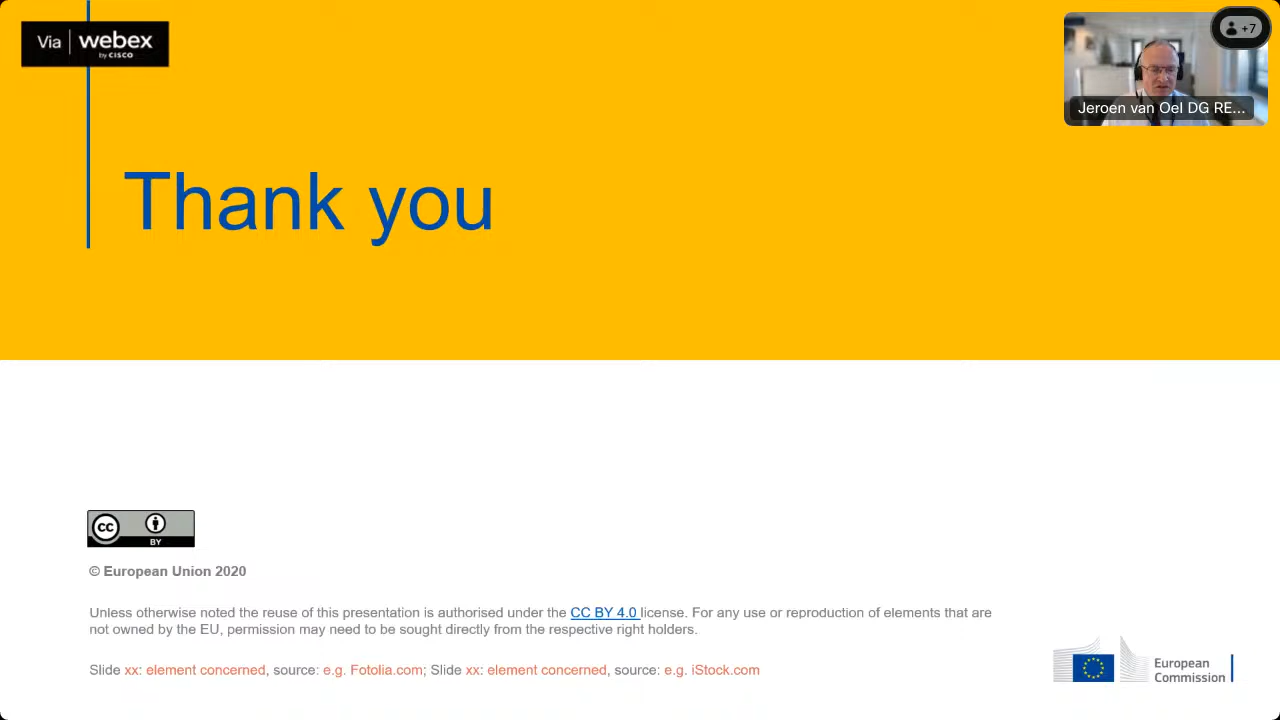 Via webex
by CISCO
+7
Jeroen van Oel DG RE...
Thank you
cc
BY
© European Union 2020
Unless otherwise noted the reuse of this presentation is authorised under the CC BY 4.0 license. For any use or reproduction of elements that are
not owned by the EU, permission may need to be sought directly from the respective right holders.
Slide xx: element concerned, source: e.g. Fotolia.com; Slide xx: element concerned, source: e.g. iStock.com
European
Commission